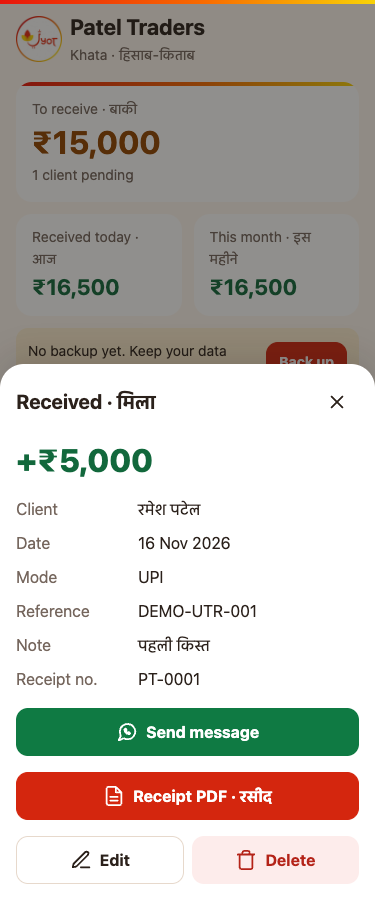 Jyot
Patel Traders
Khata · हिसाब-किताब
To receive · बाकी
₹15,000
1 client pending
Received today · आज
₹16,500
This month · इस महीने
₹16,500
No backup yet. Keep your data
Back up
Received · मिला
+₹5,000
Client रमेश पटेल
Date 16 Nov 2026
Mode UPI
Reference DEMO-UTR-001
Note पहली किस्त
Receipt no. PT-0001
Send message
Receipt PDF · रसीद
Edit
Delete